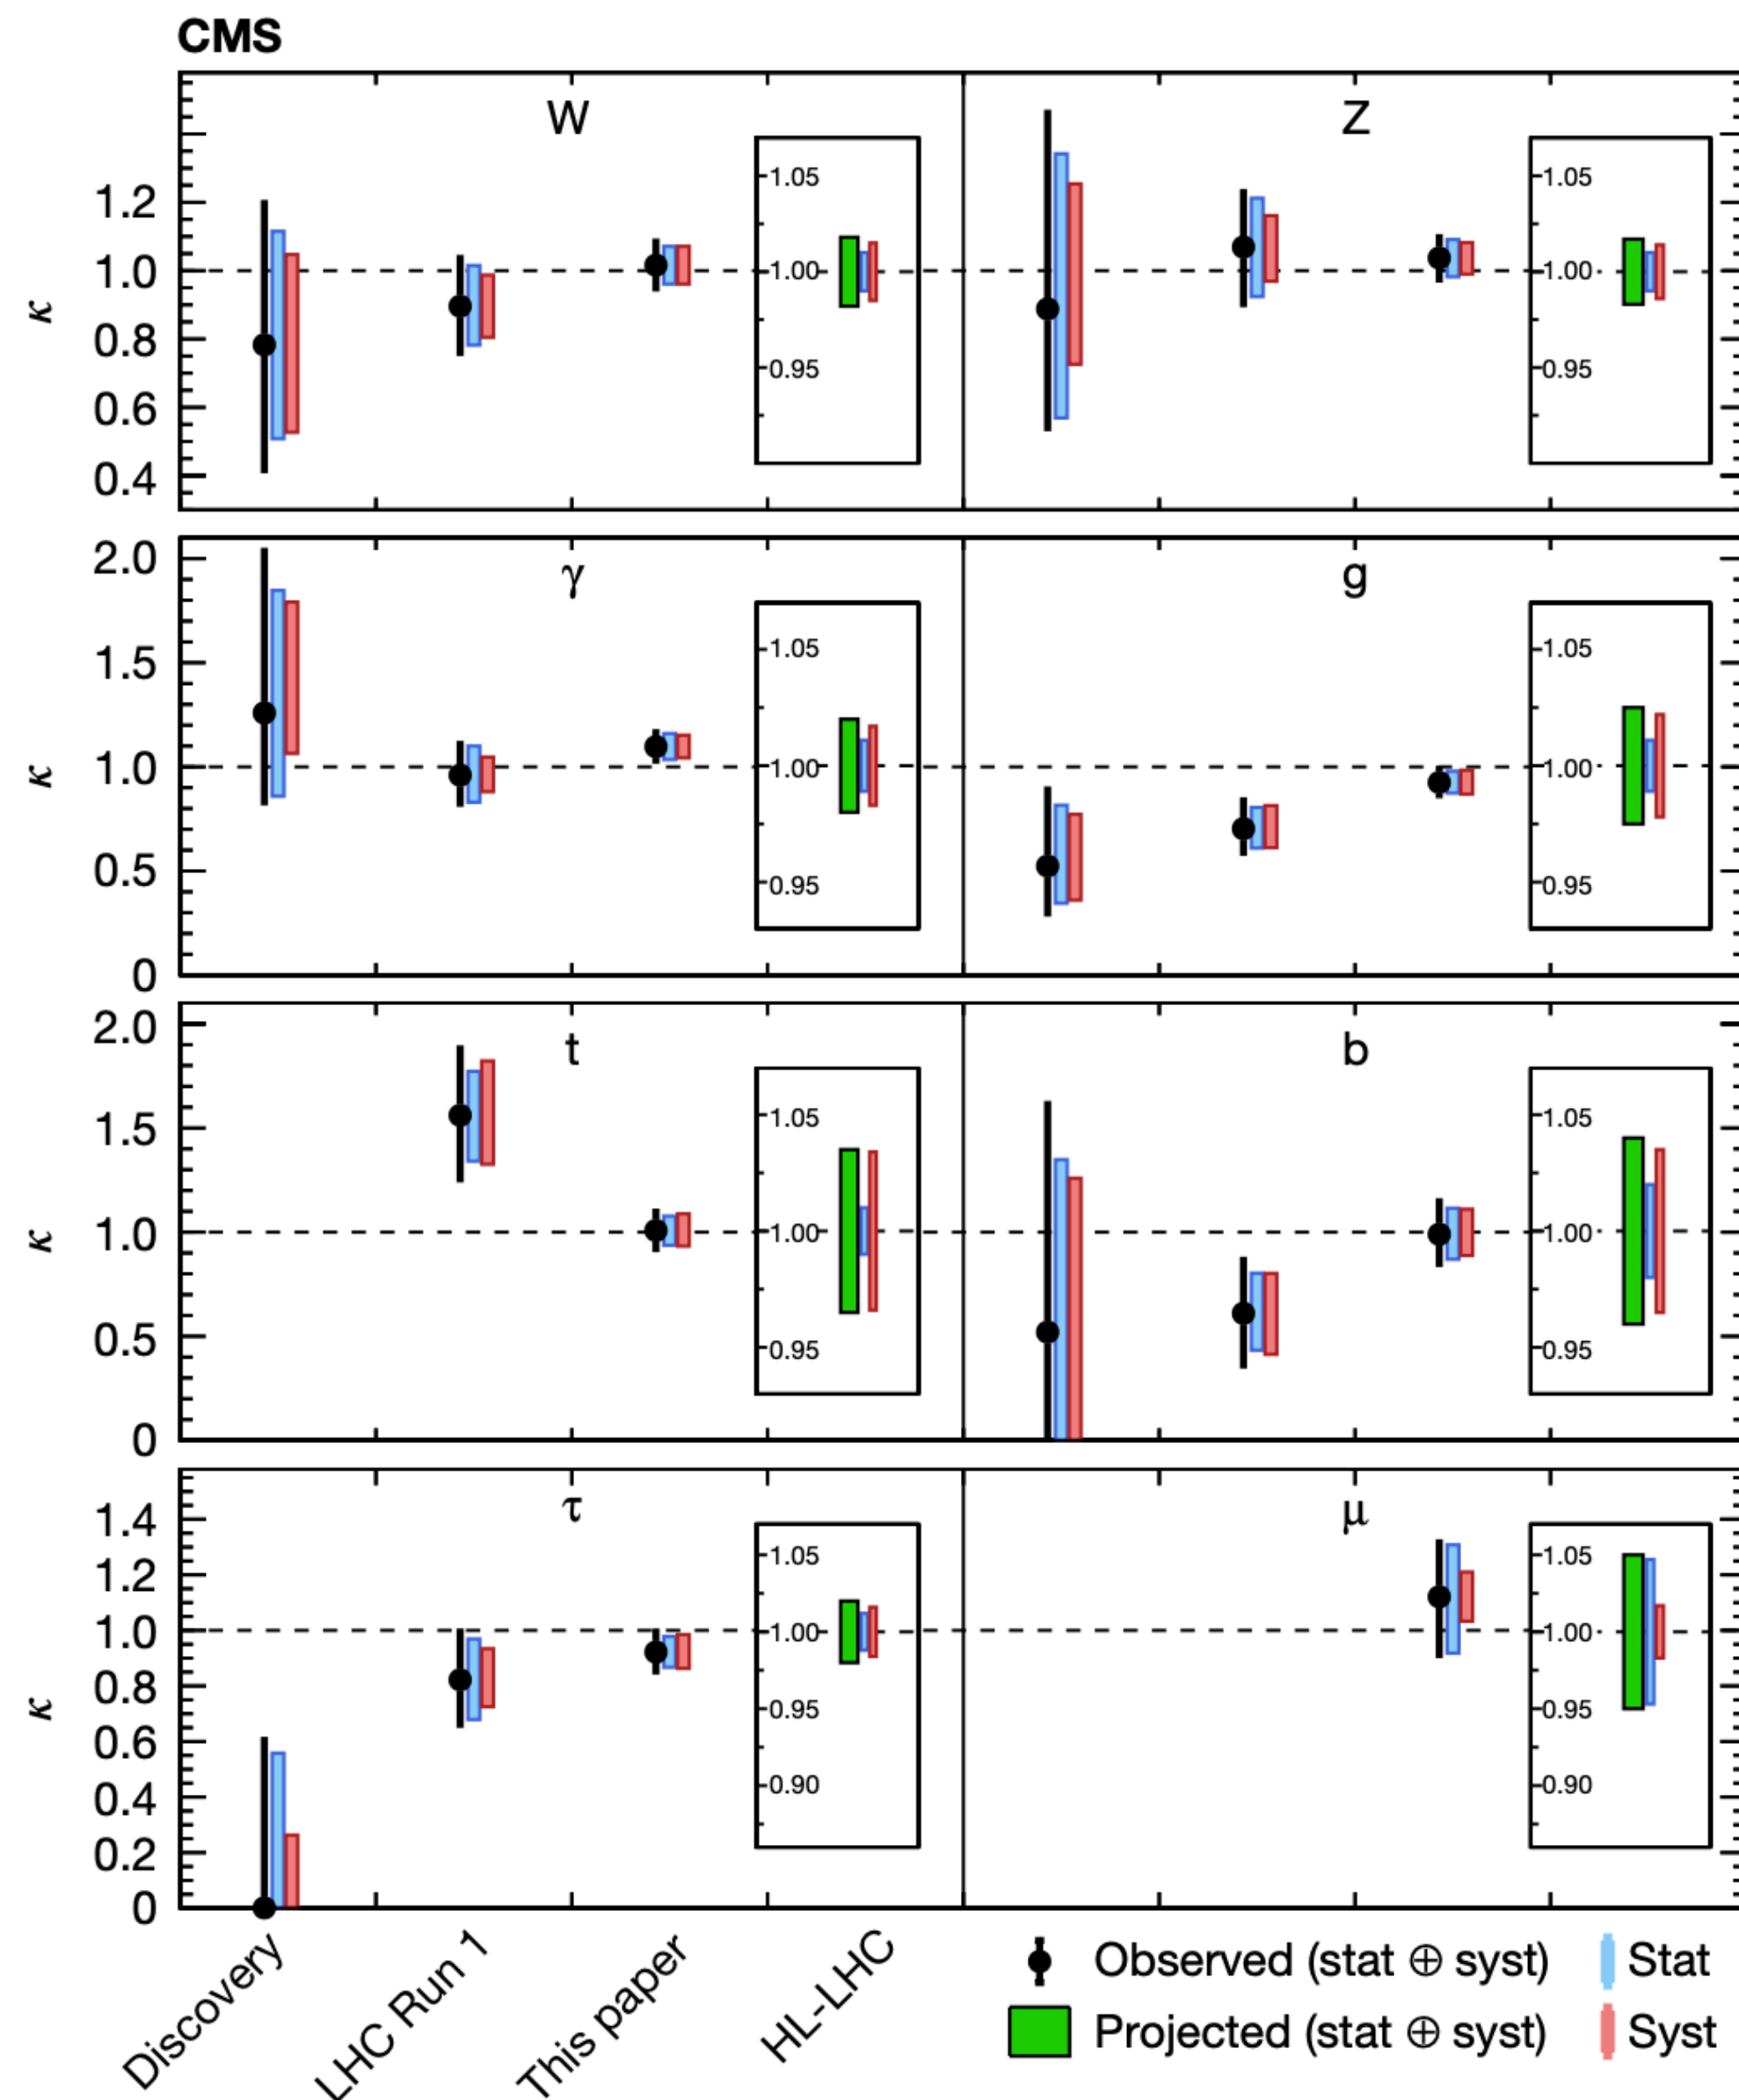 CMS
W
Z
κ
1.2
1.0
0.8
0.6
0.4
1.05
1.00
0.95
1.05
1.00
0.95
γ
g
κ
2.0
1.5
1.0
0.5
0
1.05
1.00
0.95
1.05
1.00
0.95
t
b
κ
2.0
1.5
1.0
0.5
0
1.05
1.00
0.95
1.05
1.00
0.95
τ
μ
κ
1.4
1.2
1.0
0.8
0.6
0.4
0.2
0
1.05
1.00
0.95
0.90
1.05
1.00
0.95
0.90
Discovery
LHC Run 1
This paper
HL-LHC
Observed (stat ⊕ syst)
Stat
Projected (stat ⊕ syst)
Syst